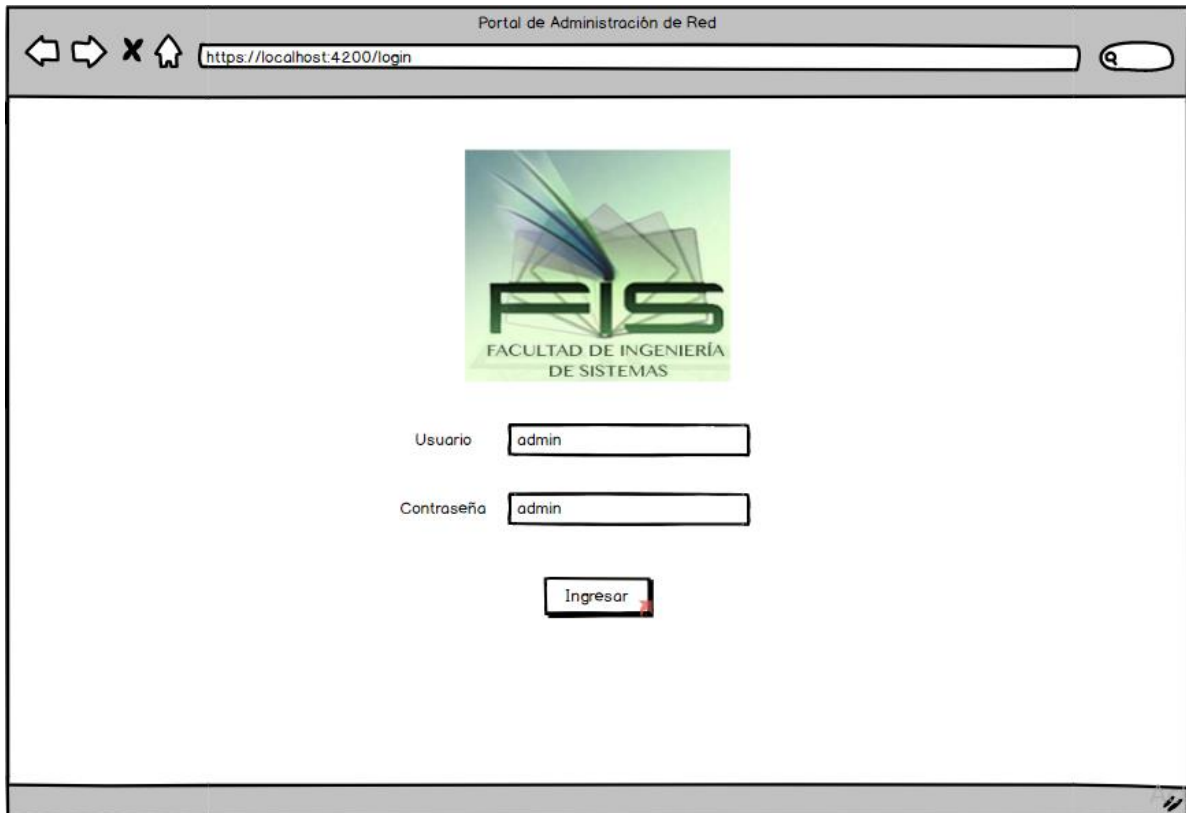 Portal de Administración de Red
https://localhost:4200/login
FIS
FACULTAD DE INGENIERÍA
DE SISTEMAS
Usuario admin
Contraseña admin
Ingresar